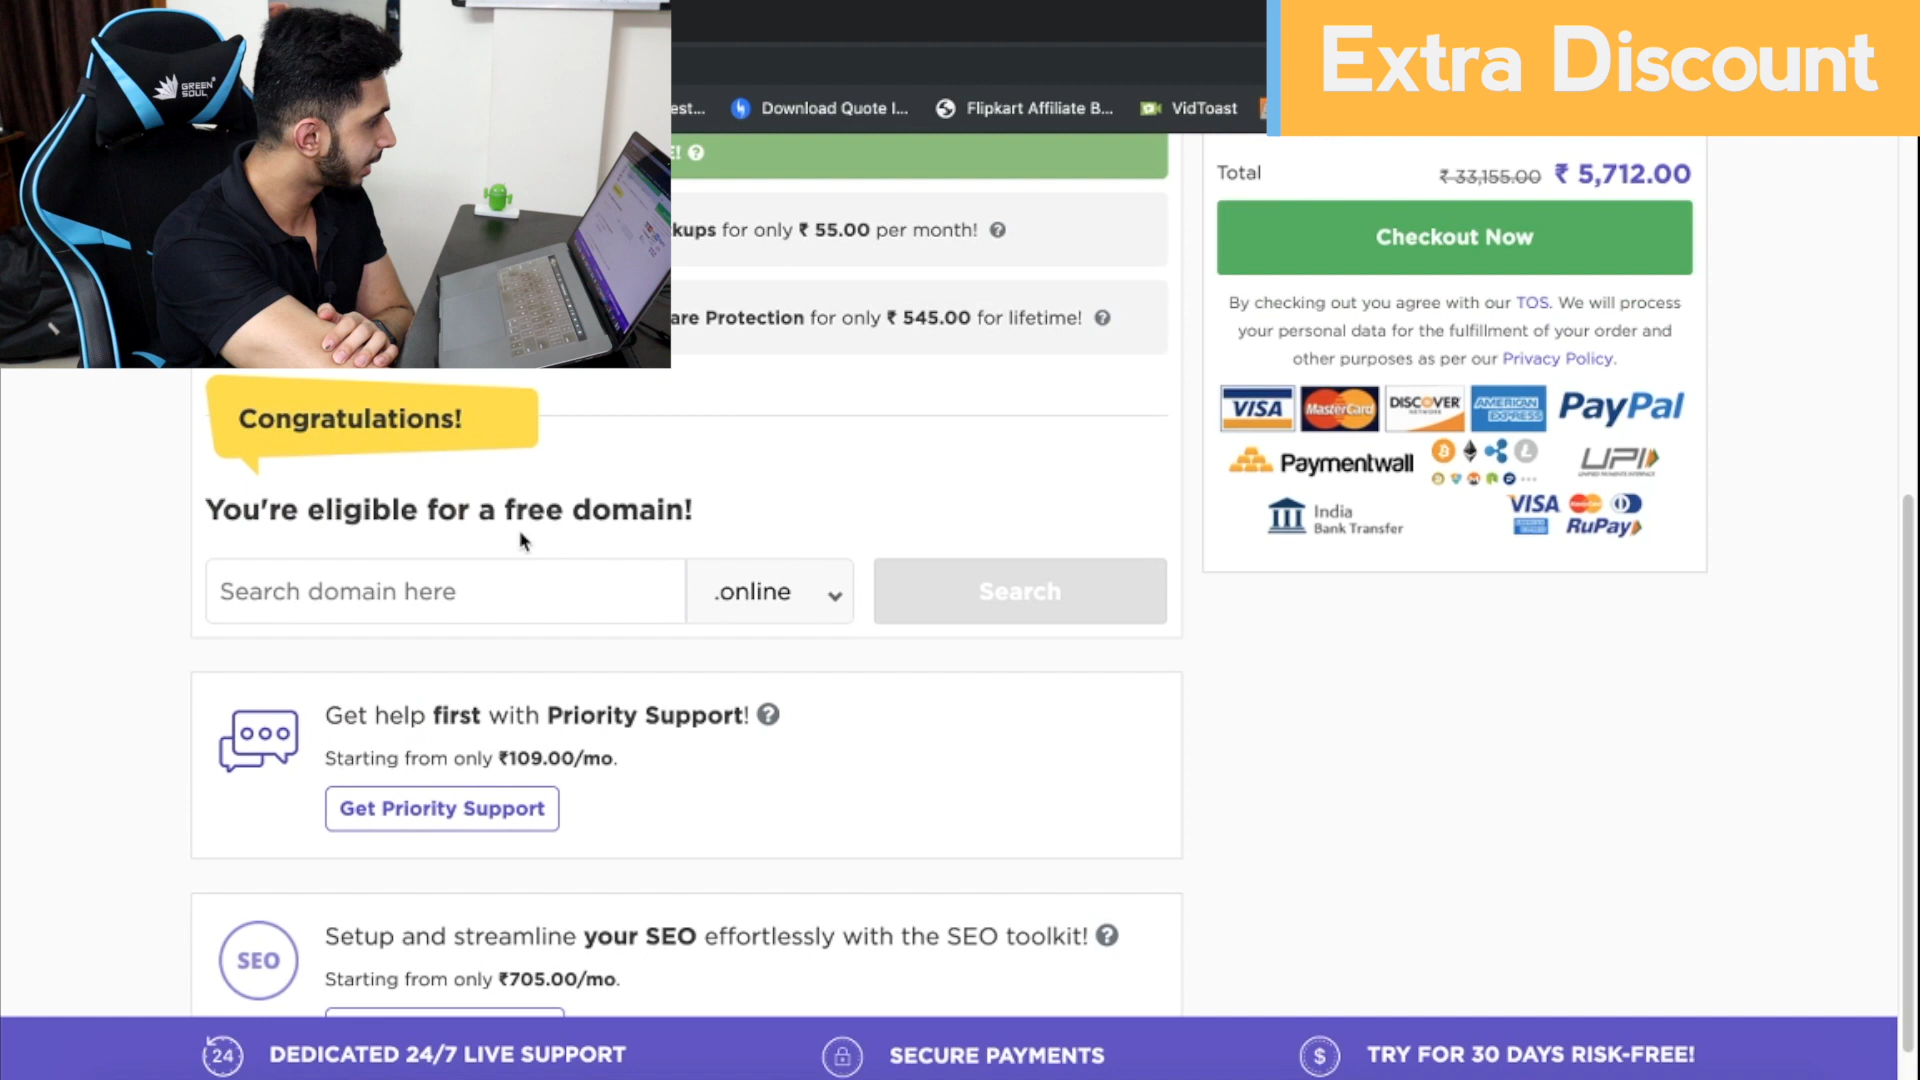 Extra Discount
GREEN
SOUL
est...
Download Quote I...
Flipkart Affiliate B...
VidToast
E!
kups for only ₹ 55.00 per month!
are Protection for only ₹ 545.00 for lifetime!
Total ₹ 33,155.00 ₹ 5,712.00
Checkout Now
By checking out you agree with our TOS. We will process
your personal data for the fulfillment of your order and
other purposes as per our Privacy Policy.
VISA MasterCard DISCOVER NETWORK AMERICAN EXPRESS PayPal
Paymentwall UPI
India
Bank Transfer
VISA
RuPay
Congratulations!
You're eligible for a free domain!
Search domain here .online Search
Get help first with Priority Support!
Starting from only ₹109.00/mo.
Get Priority Support
SEO
Setup and streamline your SEO effortlessly with the SEO toolkit!
Starting from only ₹705.00/mo.
24 DEDICATED 24/7 LIVE SUPPORT
SECURE PAYMENTS
$ TRY FOR 30 DAYS RISK-FREE!